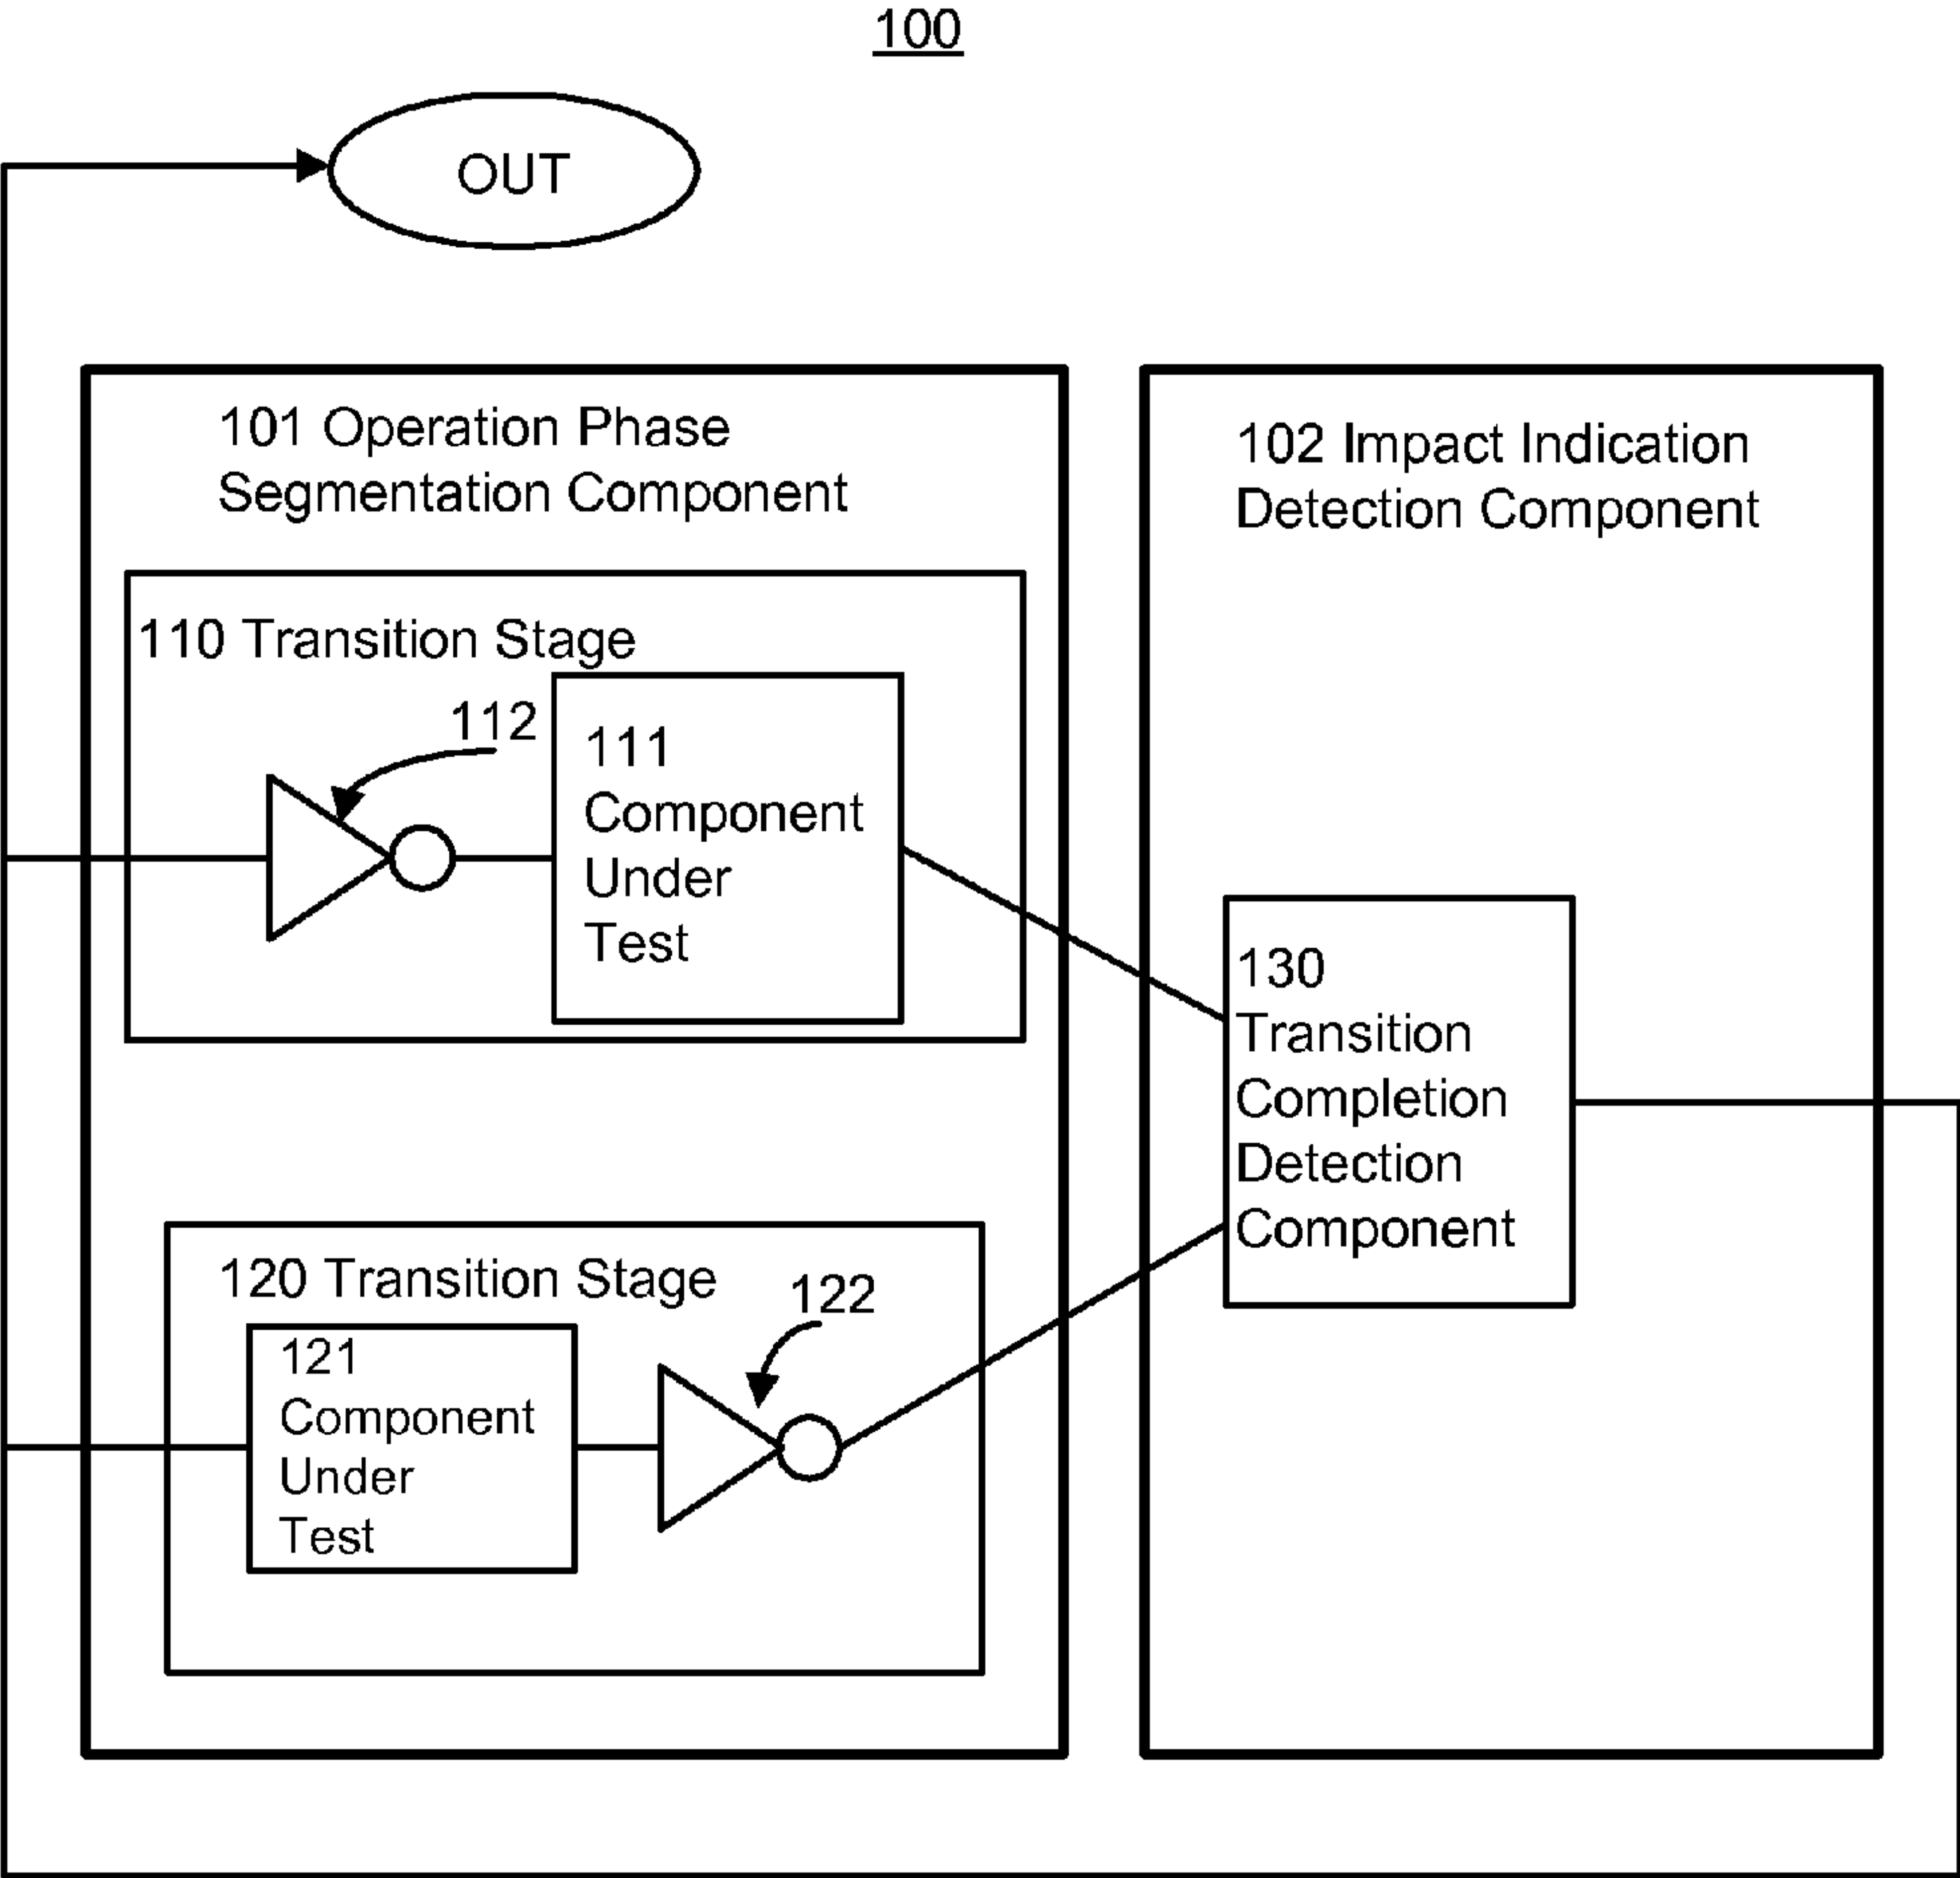 100
OUT
101 Operation Phase
Segmentation Component
102 Impact Indication
Detection Component
110 Transition Stage
112
111
Component
Under
Test
130
Transition
Completion
Detection
Component
120 Transition Stage
122
121
Component
Under
Test